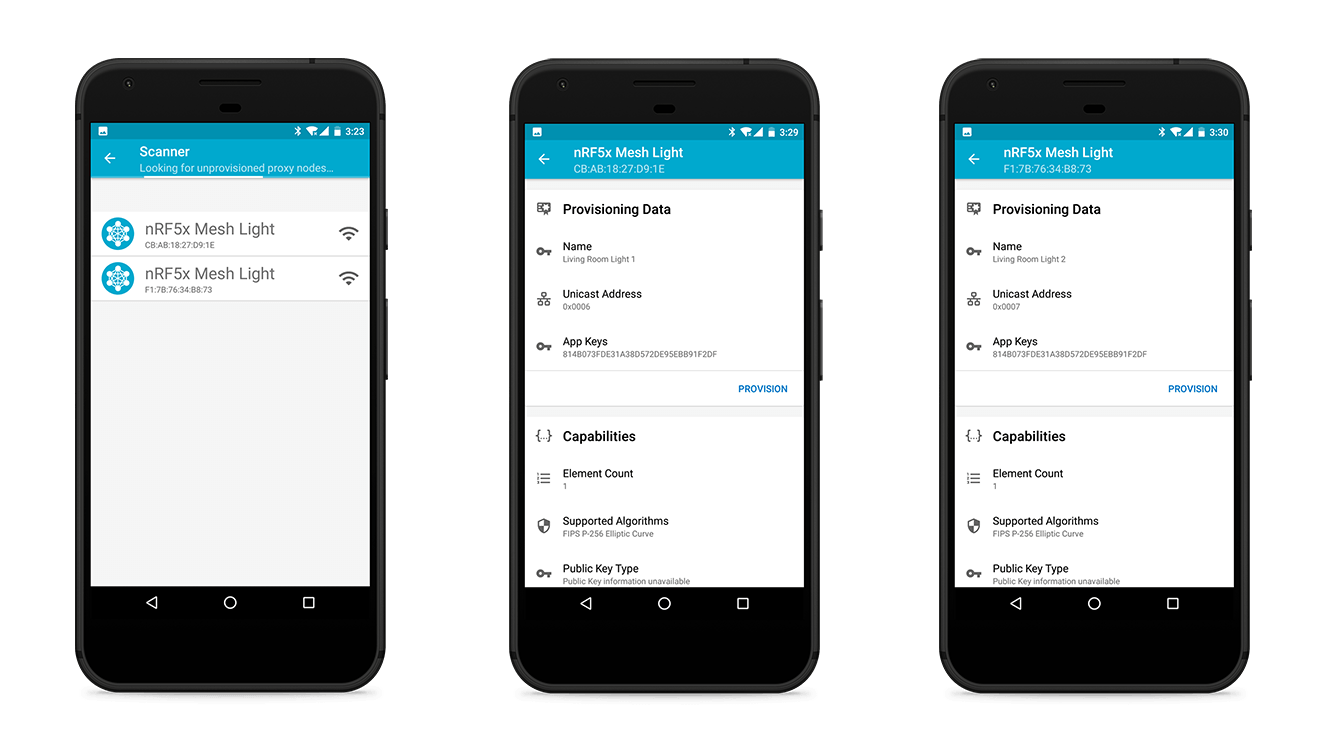 3:23
Scanner
Looking for unprovisioned proxy nodes...
nRF5x Mesh Light
CB:AB:18:27:D9:1E
nRF5x Mesh Light
F1:7B:76:34:B8:73
3:29
nRF5x Mesh Light
CB:AB:18:27:D9:1E
Provisioning Data
Name
Living Room Light 1
Unicast Address
0x0006
App Keys
814B073FDE31A38D572DE95EBB91F2DF
PROVISION
{...} Capabilities
Element Count
1
Supported Algorithms
FIPS P-256 Elliptic Curve
Public Key Type
Public Key information unavailable
3:30
nRF5x Mesh Light
F1:7B:76:34:B8:73
Provisioning Data
Name
Living Room Light 2
Unicast Address
0x0007
App Keys
814B073FDE31A38D572DE95EBB91F2DF
PROVISION
{...} Capabilities
Element Count
1
Supported Algorithms
FIPS P-256 Elliptic Curve
Public Key Type
Public Key information unavailable